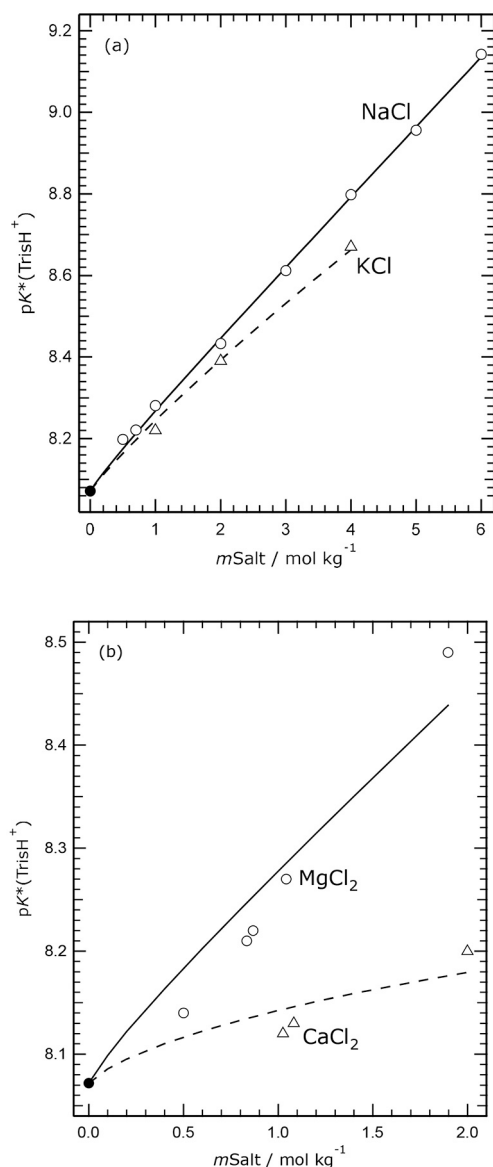 (a)
9.2
9.0
8.8
8.6
8.4
8.2
pK*(TrisH+)
NaCl
KCl
0 1 2 3 4 5 6
mSalt / mol kg-1
(b)
8.5
8.4
8.3
8.2
8.1
pK*(TrisH+)
MgCl2
CaCl2
0.0 0.5 1.0 1.5 2.0
mSalt / mol kg-1